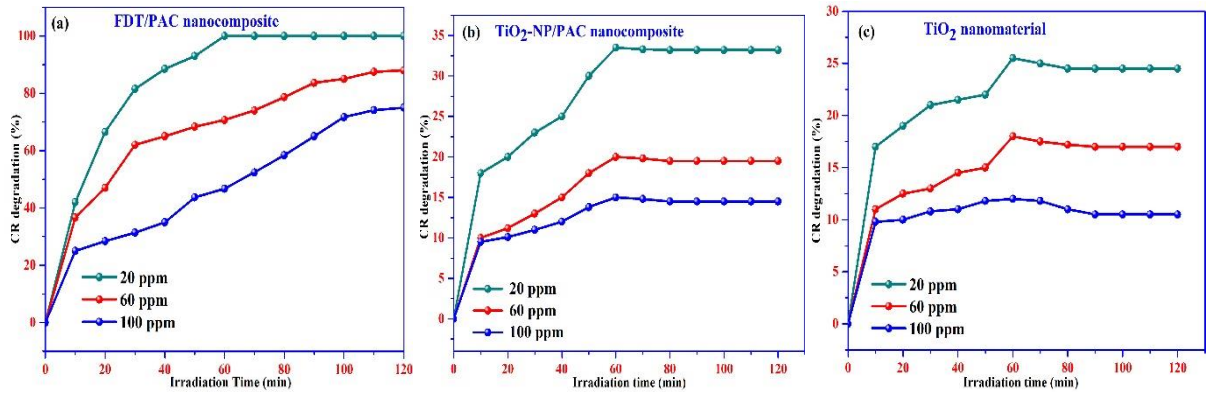 (a)
FDT/PAC nanocomposite
CR degradation (%)
100
80
60
40
20
0
20 ppm
60 ppm
100 ppm
0 20 40 60 80 100 120
Irradiation Time (min)
(b)
TiO₂-NP/PAC nanocomposite
CR degradation (%)
35
30
25
20
15
10
5
0
20 ppm
60 ppm
100 ppm
0 20 40 60 80 100 120
Irradiation time (min)
(c)
TiO₂ nanomaterial
CR degradation (%)
30
25
20
15
10
5
0
20 ppm
60 ppm
100 ppm
0 20 40 60 80 100 120
Irradiation time (min)